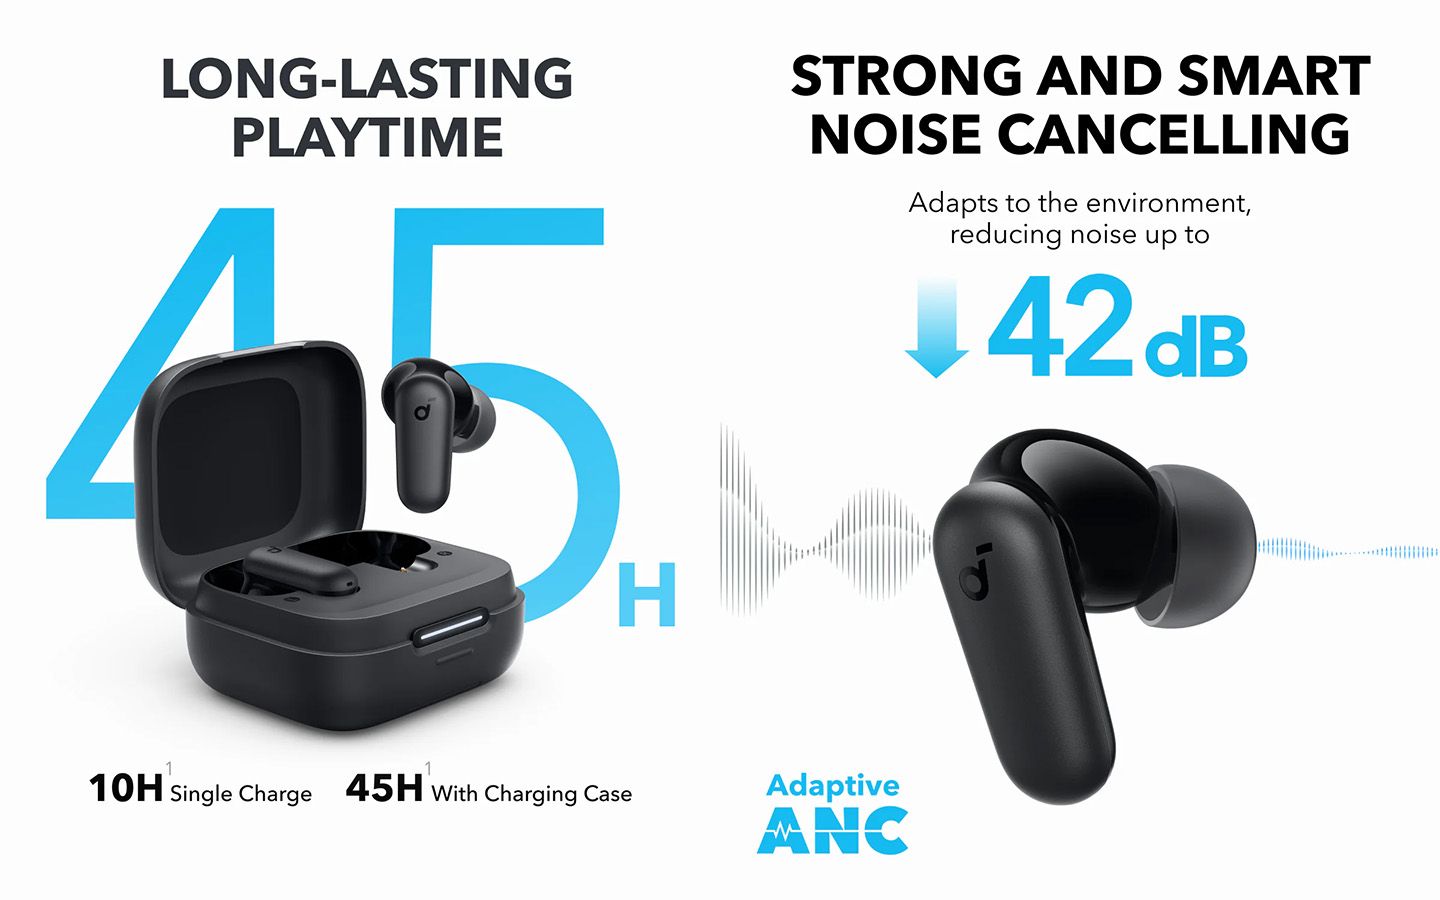 LONG-LASTING
PLAYTIME
45H
10H¹ Single Charge
45H¹ With Charging Case
STRONG AND SMART
NOISE CANCELLING
Adapts to the environment,
reducing noise up to
42dB
Adaptive
ANC